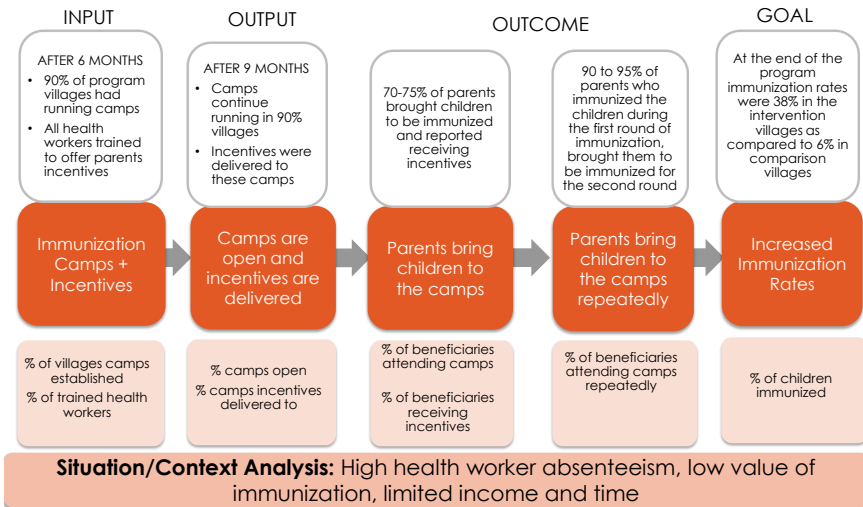 INPUT
OUTPUT
OUTCOME
GOAL
AFTER 6 MONTHS
• 90% of program
villages had
running camps
• All health
workers trained
to offer parents
incentives
AFTER 9 MONTHS
• Camps
continue
running in 90%
villages
• Incentives were
delivered to
these camps
70-75% of parents
brought children
to be immunized
and reported
receiving
incentives
90 to 95% of
parents who
immunized the
children during
the first round of
immunization,
brought them to
be immunized for
the second round
At the end of the
program
immunization rates
were 38% in the
intervention
villages as
compared to 6% in
comparison
villages
Immunization
Camps +
Incentives
Camps are
open and
incentives are
delivered
Parents bring
children to
the camps
Parents bring
children to
the camps
repeatedly
Increased
Immunization
Rates
% of villages camps
established
% of trained health
workers
% camps open
% camps incentives
delivered to
% of beneficiaries
attending camps
% of beneficiaries
receiving
incentives
% of beneficiaries
attending camps
repeatedly
% of children
immunized
Situation/Context Analysis: High health worker absenteeism, low value of
immunization, limited income and time